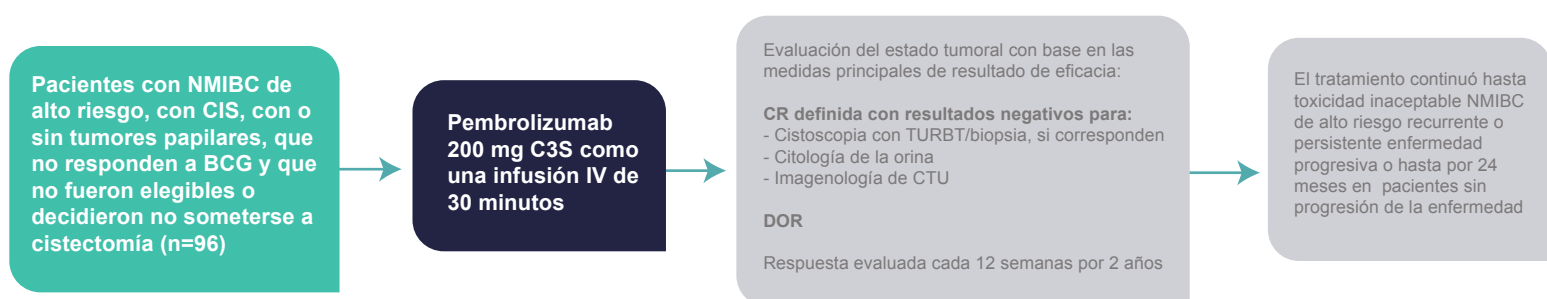 Pacientes con NMIBC de
alto riesgo, con CIS, con o
sin tumores papilares, que
no responden a BCG y que
no fueron elegibles o
decidieron no someterse a
cistectomía (n=96)
Pembrolizumab
200 mg C3S como
una infusión IV de
30 minutos
Evaluación del estado tumoral con base en las
medidas principales de resultado de eficacia:
CR definida con resultados negativos para:
- Cistoscopia con TURBT/biopsia, si corresponden
- Citología de la orina
- Imagenología de CTU
DOR
Respuesta evaluada cada 12 semanas por 2 años
El tratamiento continuó hasta
toxicidad inaceptable NMIBC
de alto riesgo recurrente o
persistente enfermedad
progresiva o hasta por 24
meses en pacientes sin
progresión de la enfermedad